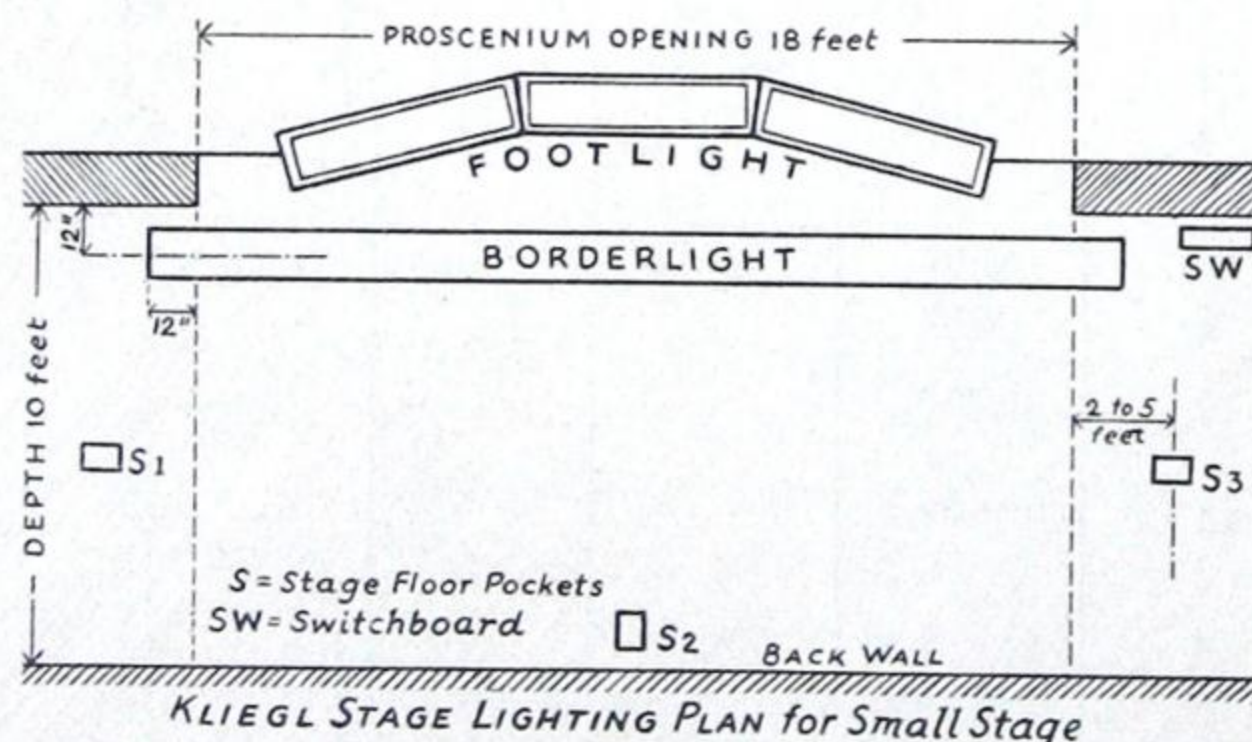 PROSCENIUM OPENING 18 feet
FOOTLIGHT
12"
BORDERLIGHT
SW
12"
DEPTH 10 feet
2 to 5
feet
S1
S3
S = Stage Floor Pockets
SW = Switchboard
S2
BACK WALL
KLIEGL STAGE LIGHTING PLAN for Small Stage